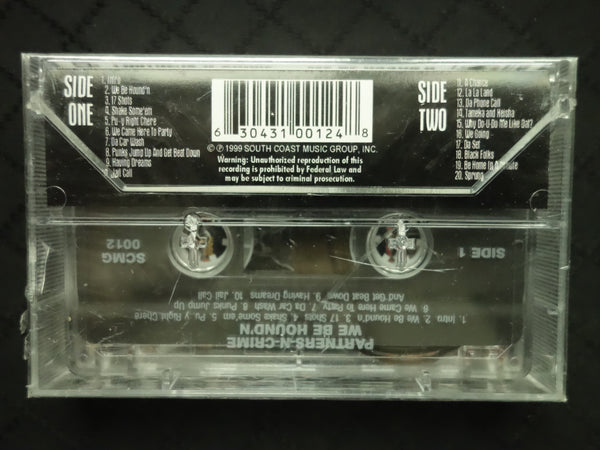 SIDE ONE
1. Intro
2. We Be Hound'n
3. 17 Shots
4. Shake Some'em
5. Pu-y Right There
6. We Came Here To Party
7. Da Car Wash
8. Punks Jump Up And Get Beat Down
9. Having Dreams
10. Jail Call
6 30431 00124 8
© ℗ 1999 SOUTH COAST MUSIC GROUP, INC.
Warning: Unauthorized reproduction of this
recording is prohibited by Federal Law and
may be subject to criminal prosecution.
SIDE TWO
11. A Chance
12. La La Land
13. Da Phone Call
14. Tameka and Keisha
15. Why Do U Do Me Like Dat?
16. We Going
17. Da Set
18. Black Folks
19. Be Home In A Minute
20. Sprung
PARTNERS-N-CRIME
WE BE HOUND'N
1. Intro 2. We Be Hound'n 3. 17 Shots 4. Shake Some'em 5. Pu y Right There
6. We Came Here To Party 7. Da Car Wash 8. Punks Jump Up
And Get Beat Down 9. Having Dreams 10. Jail Call
SIDE 1
SCMG
0012